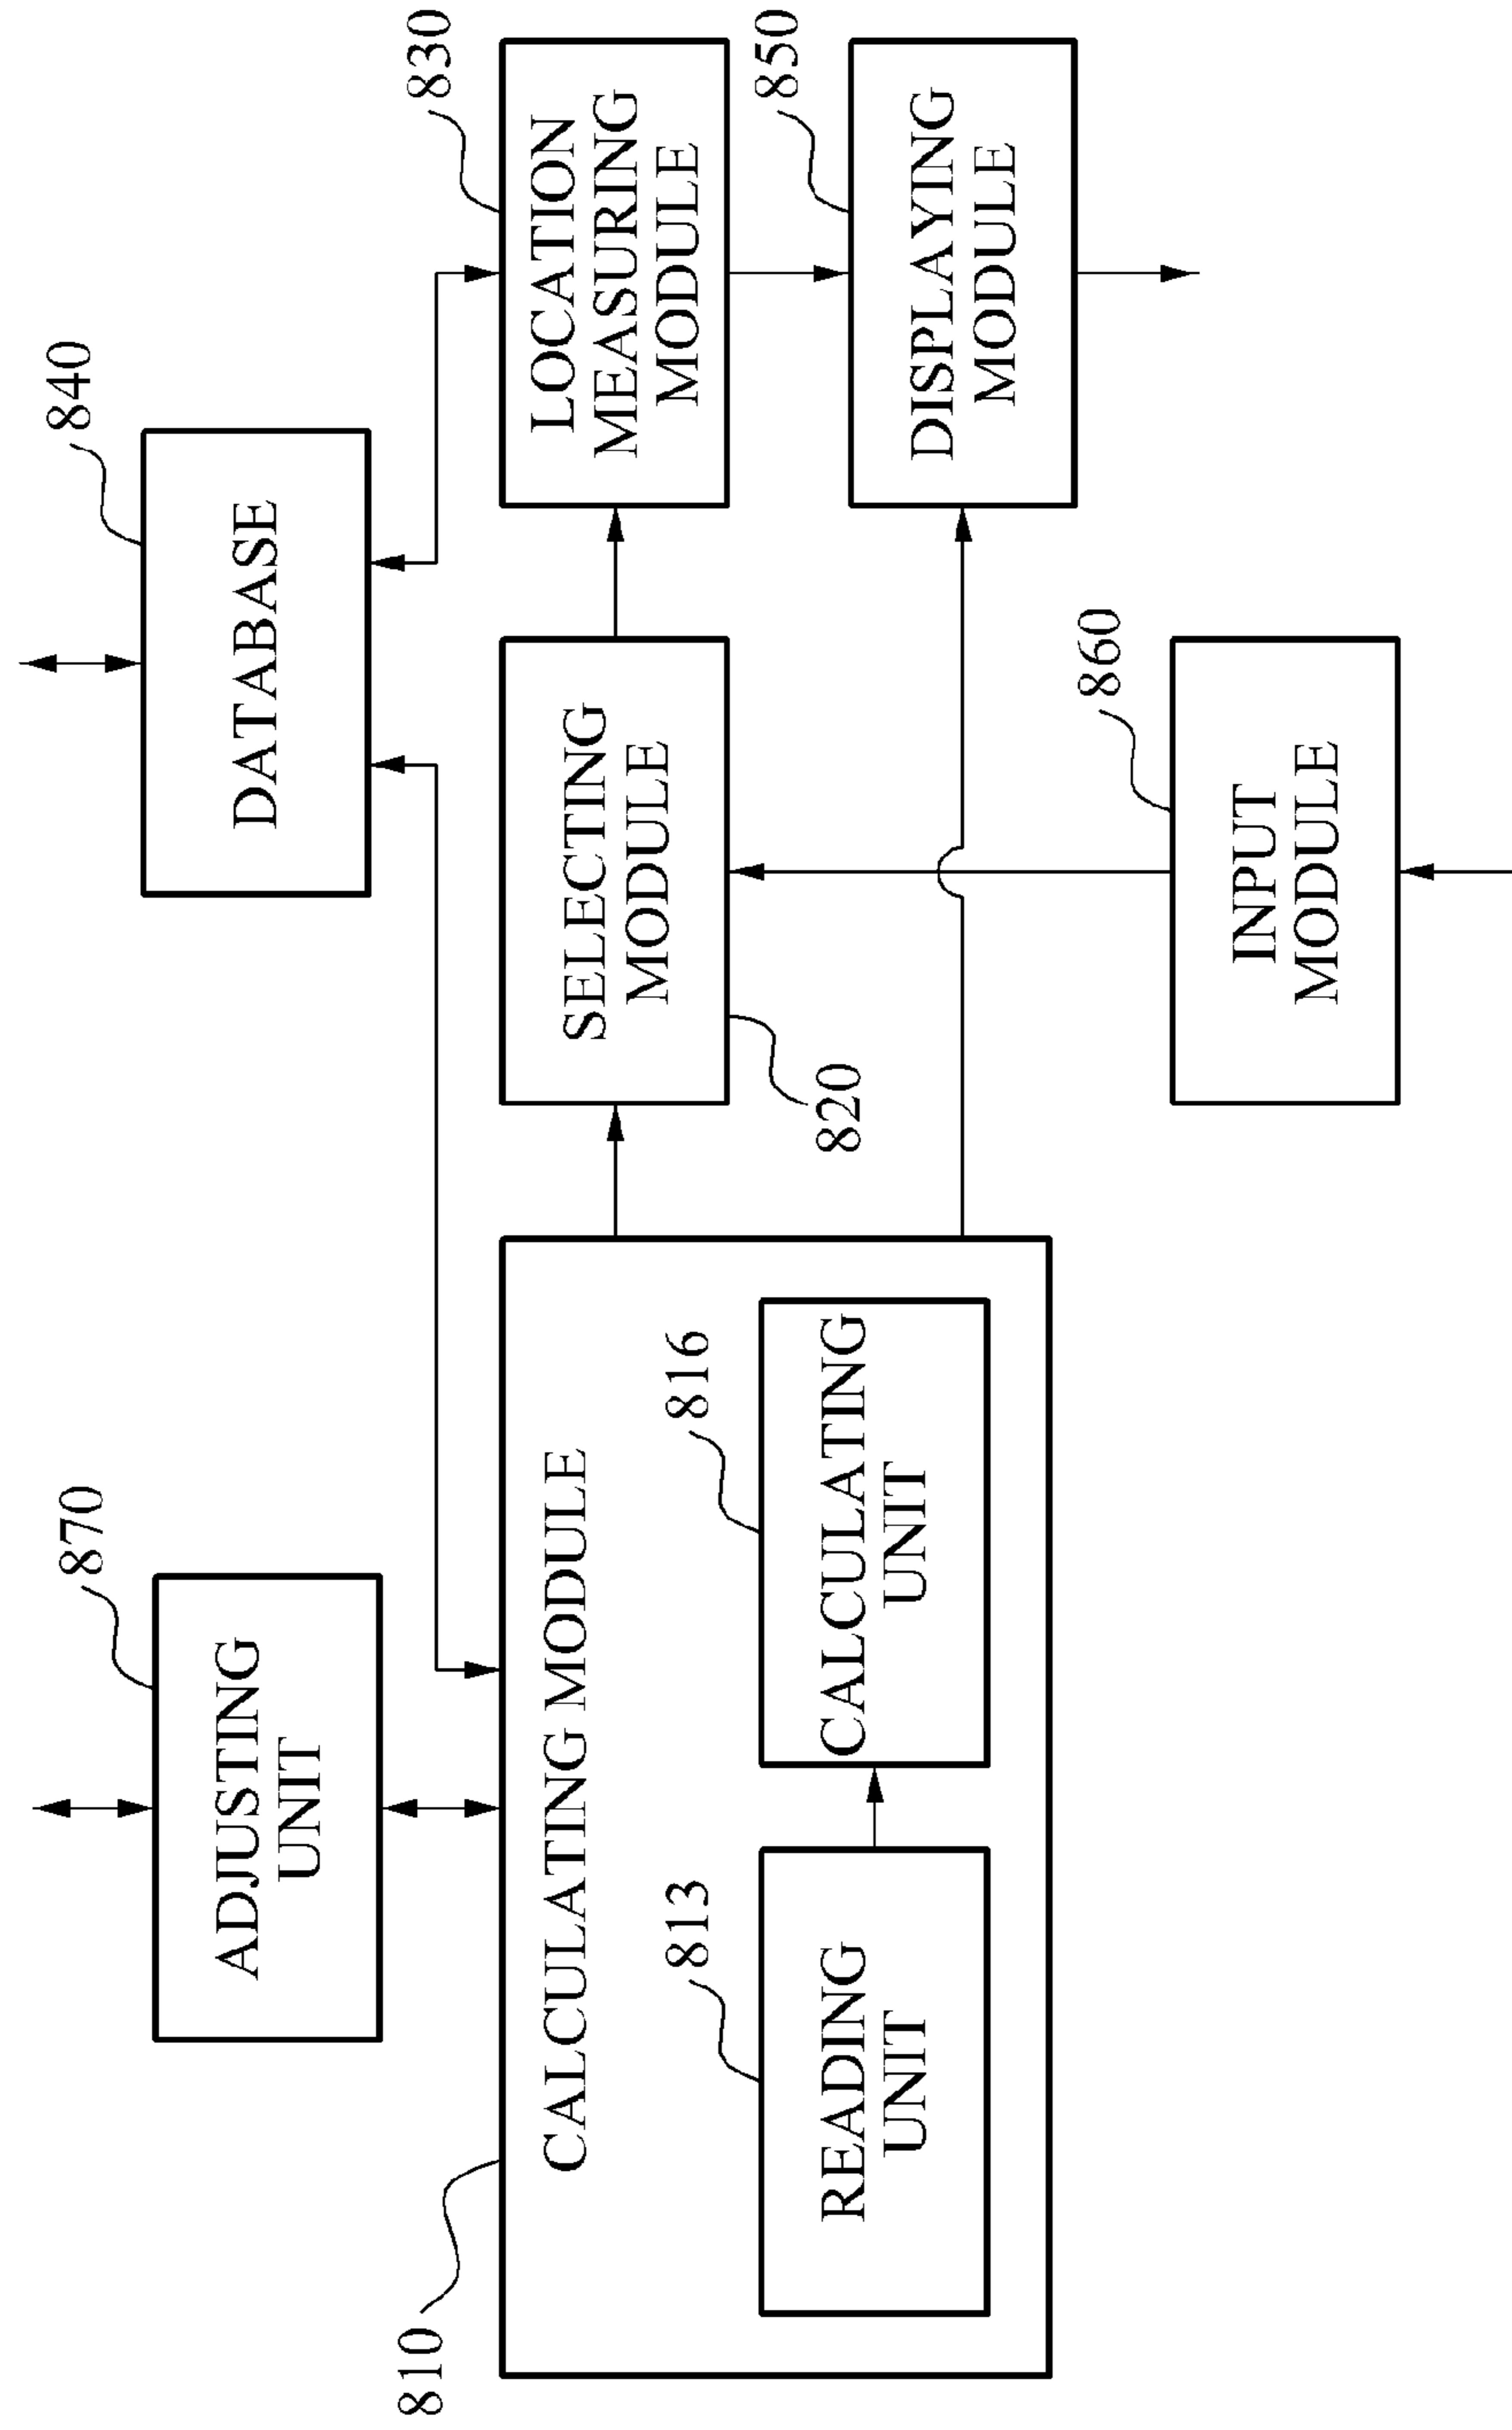 870
ADJUSTING
UNIT
840
DATABASE
810
CALCULATING MODULE
813
READING
UNIT
816
CALCULATING
UNIT
SELECTING
MODULE
820
830
LOCATION
MEASURING
MODULE
850
DISPLAYING
MODULE
860
INPUT
MODULE